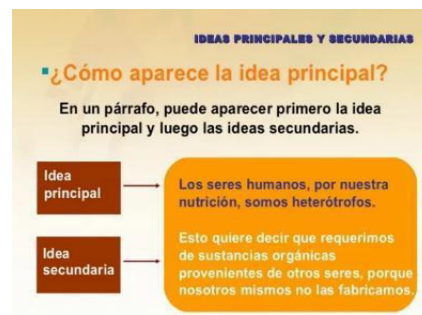 IDEAS PRINCIPALES Y SECUNDARIAS
¿Cómo aparece la idea principal?
En un párrafo, puede aparecer primero la idea
principal y luego las ideas secundarias.
Idea
principal
Los seres humanos, por nuestra
nutrición, somos heterótrofos.
Idea
secundaria
Esto quiere decir que requerimos
de sustancias orgánicas
provenientes de otros seres, porque
nosotros mismos no las fabricamos.